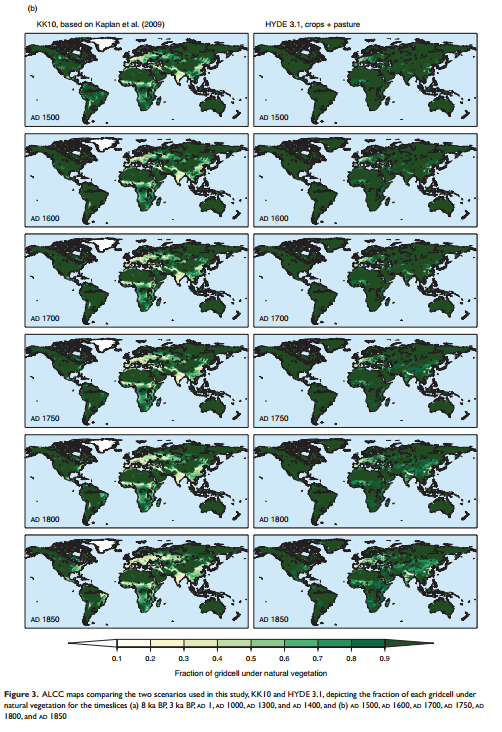 (b)
KK10, based on Kaplan et al. (2009)
HYDE 3.1, crops + pasture
AD 1500
AD 1500
AD 1600
AD 1600
AD 1700
AD 1700
AD 1750
AD 1750
AD 1800
AD 1800
AD 1850
AD 1850
0.1 0.2 0.3 0.4 0.5 0.6 0.7 0.8 0.9
Fraction of gridcell under natural vegetation
Figure 3. ALCC maps comparing the two scenarios used in this study, KK10 and HYDE 3.1, depicting the fraction of each gridcell under
natural vegetation for the timeslices (a) 8 ka BP, 3 ka BP, AD 1, AD 1000, AD 1300, and AD 1400, and (b) AD 1500, AD 1600, AD 1700, AD 1750, AD
1800, and AD 1850